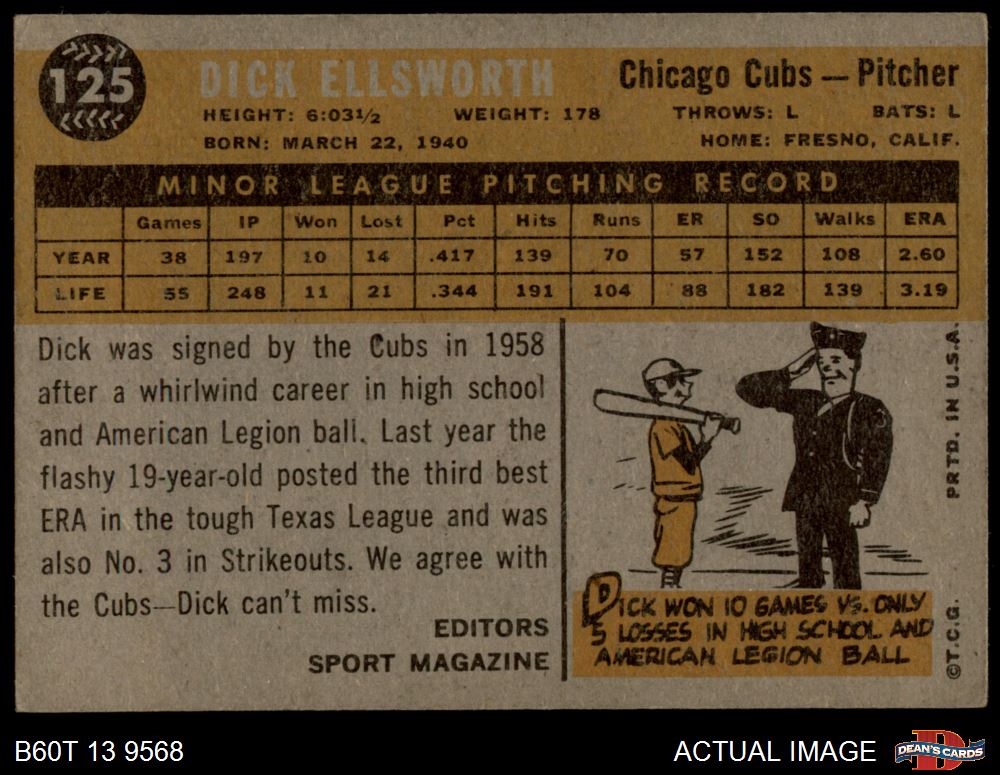 125
DICK ELLSWORTH
Chicago Cubs — Pitcher
HEIGHT: 6:03½ WEIGHT: 178 THROWS: L BATS: L
BORN: MARCH 22, 1940 HOME: FRESNO, CALIF.
MINOR LEAGUE PITCHING RECORD
Games IP Won Lost Pct Hits Runs ER SO Walks ERA
YEAR 38 197 10 14 .417 139 70 57 152 108 2.60
LIFE 55 248 11 21 .344 191 104 88 182 139 3.19
Dick was signed by the Cubs in 1958
after a whirlwind career in high school
and American Legion ball. Last year the
flashy 19-year-old posted the third best
ERA in the tough Texas League and was
also No. 3 in Strikeouts. We agree with
the Cubs—Dick can't miss.
EDITORS
SPORT MAGAZINE
DICK WON 10 GAMES VS. ONLY
5 LOSSES IN HIGH SCHOOL AND
AMERICAN LEGION BALL
©T.C.G. PRTD. IN U.S.A.
B60T 13 9568
ACTUAL IMAGE
D
DEAN'S CARDS